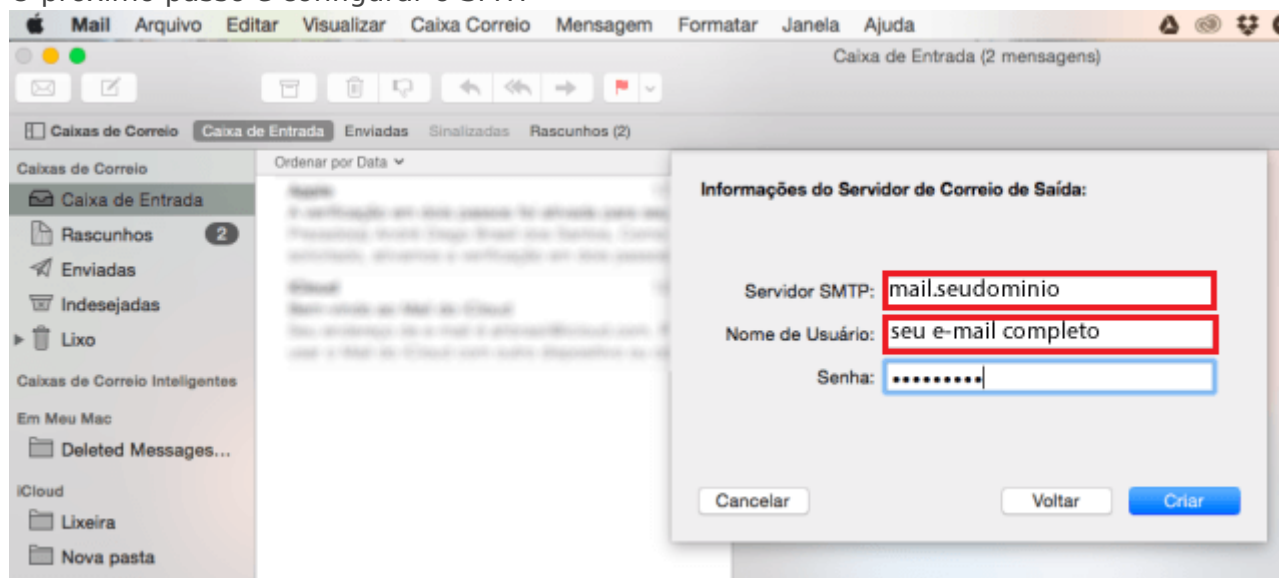 O próximo passo é configurar o SMTP
Mail Arquivo Editar Visualizar Caixa Correio Mensagem Formatar Janela Ajuda
Caixa de Entrada (2 mensagens)
Caixas de Correio Caixa de Entrada Enviadas Sinalizadas Rascunhos (2)
Caixas de Correio
Ordenar por Data
Caixa de Entrada
Rascunhos 2
Enviadas
Indesejadas
Lixo
Caixas de Correio Inteligentes
Em Meu Mac
Deleted Messages...
iCloud
Lixeira
Nova pasta
Informações do Servidor de Correio de Saída:
Servidor SMTP: mail.seudominio
Nome de Usuário: seu e-mail completo
Senha: •••••••••
Cancelar Voltar Criar